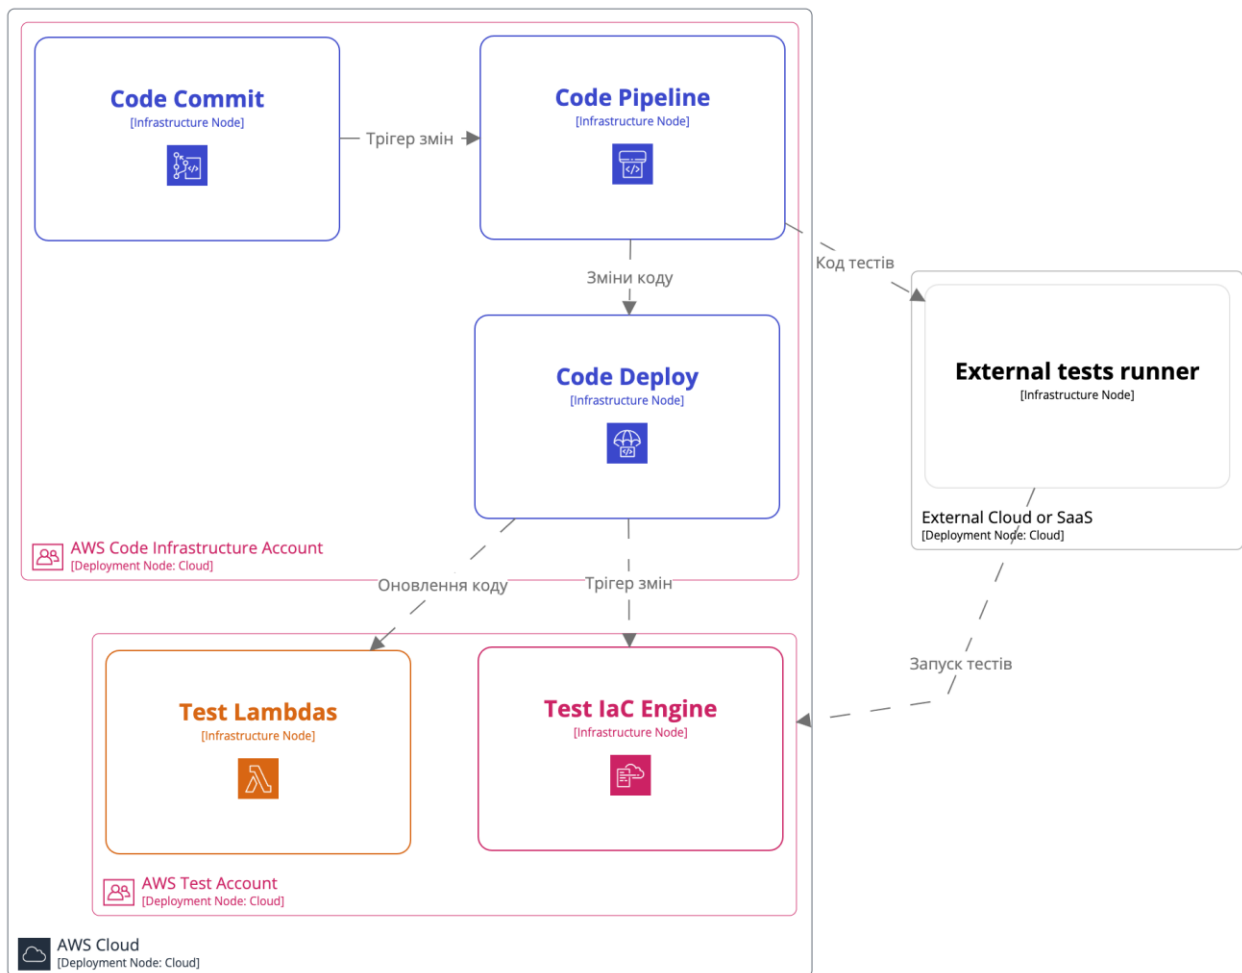 Code Commit
[Infrastructure Node]
Трігер змін
Code Pipeline
[Infrastructure Node]
Зміни коду
Код тестів
Code Deploy
[Infrastructure Node]
External tests runner
[Infrastructure Node]
External Cloud or SaaS
[Deployment Node: Cloud]
AWS Code Infrastructure Account
[Deployment Node: Cloud]
Оновлення коду
Трігер змін
Запуск тестів
Test Lambdas
[Infrastructure Node]
Test IaC Engine
[Infrastructure Node]
AWS Test Account
[Deployment Node: Cloud]
AWS Cloud
[Deployment Node: Cloud]